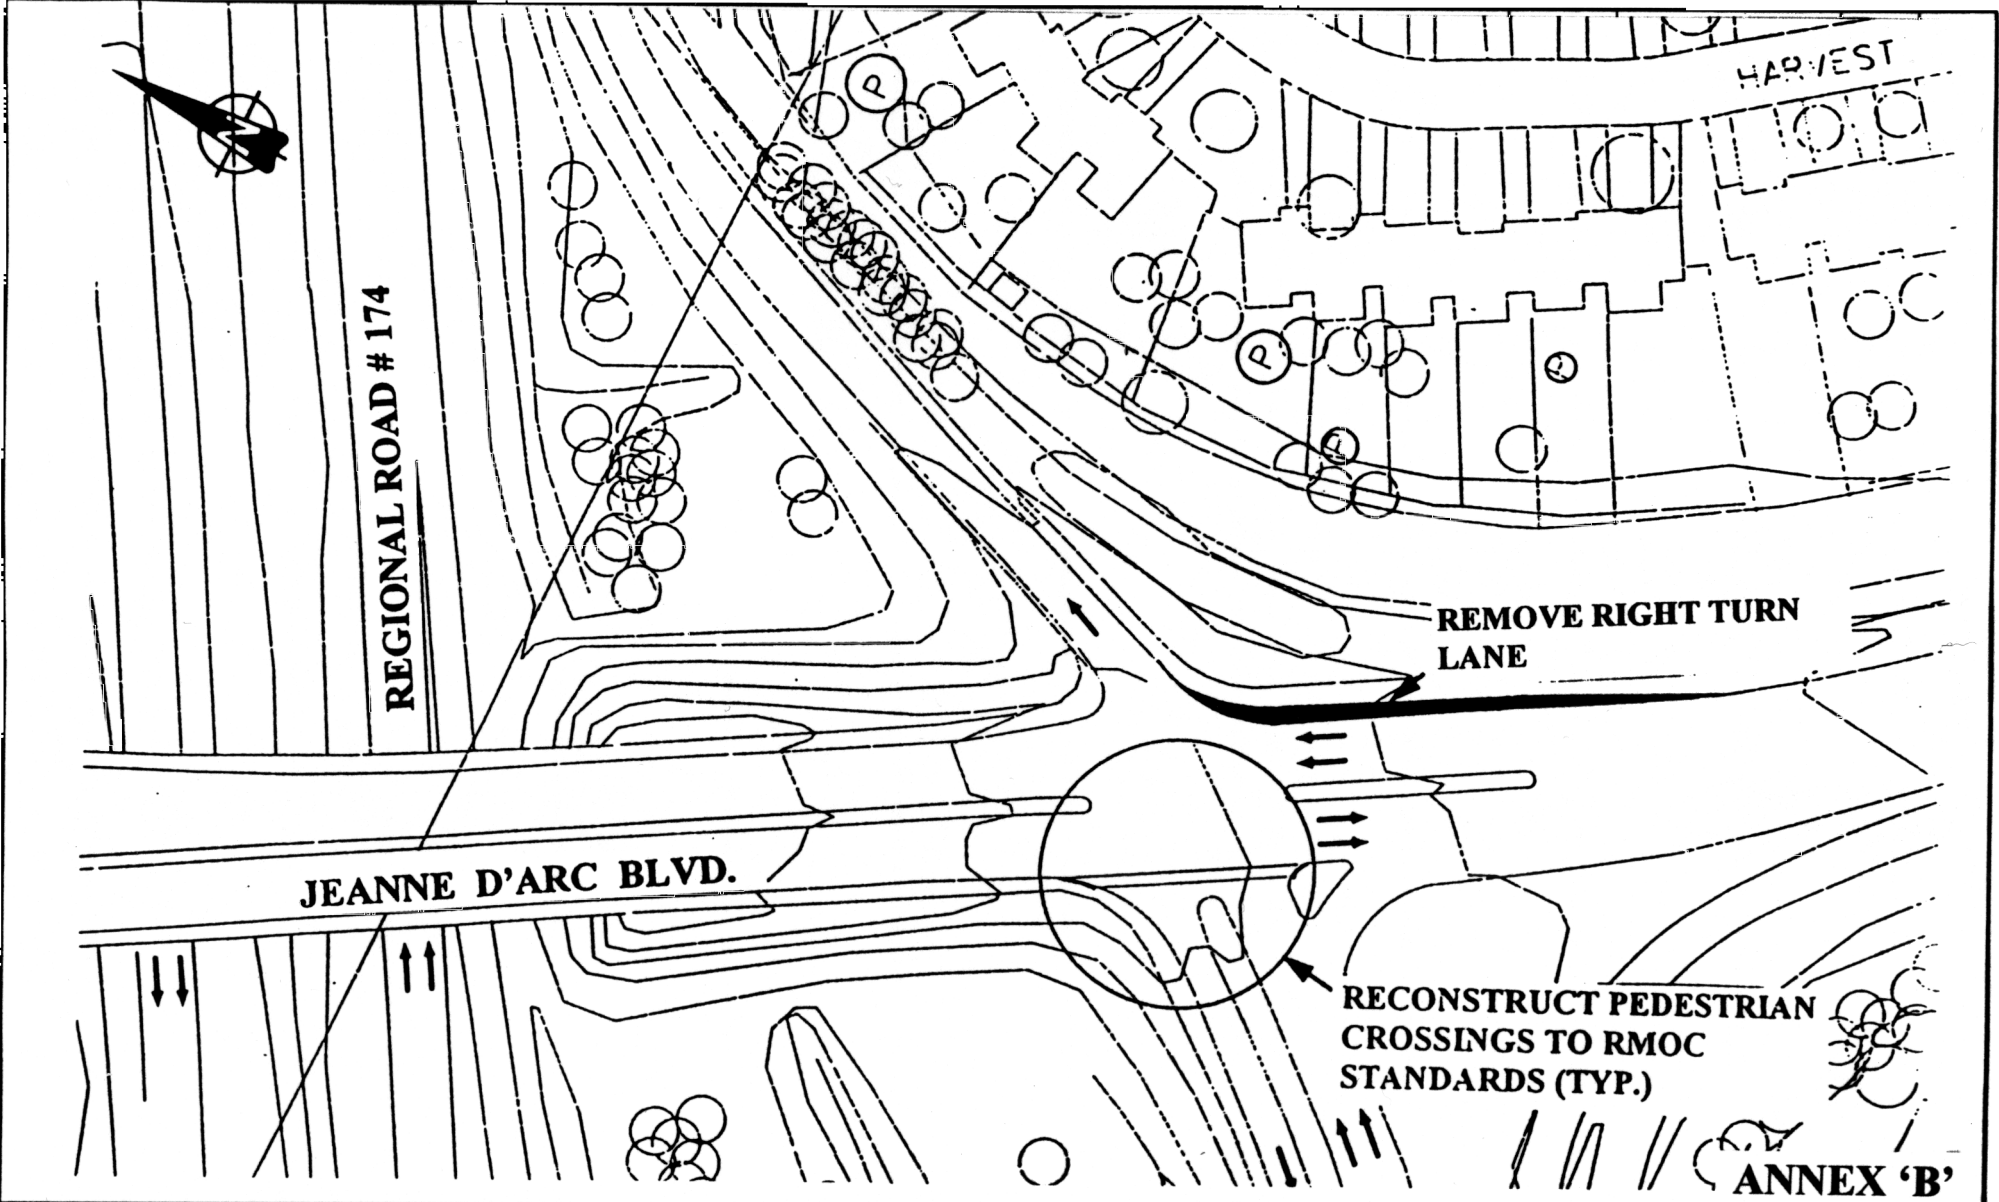 HARVEST
N
P
P
P
P
REGIONAL ROAD # 174
REMOVE RIGHT TURN
LANE
JEANNE D'ARC BLVD.
RECONSTRUCT PEDESTRIAN
CROSSINGS TO RMOC
STANDARDS (TYP.)
ANNEX ‘B’